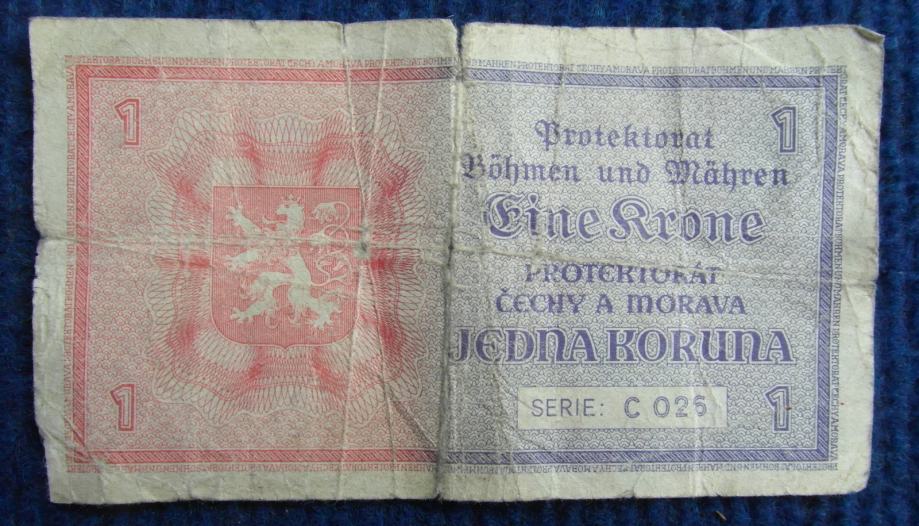 1
1
Protektorat
Böhmen und Mähren
Eine Krone
PROTEKTORÁT
ČECHY A MORAVA
JEDNA KORUNA
SERIE: C 026
1
1